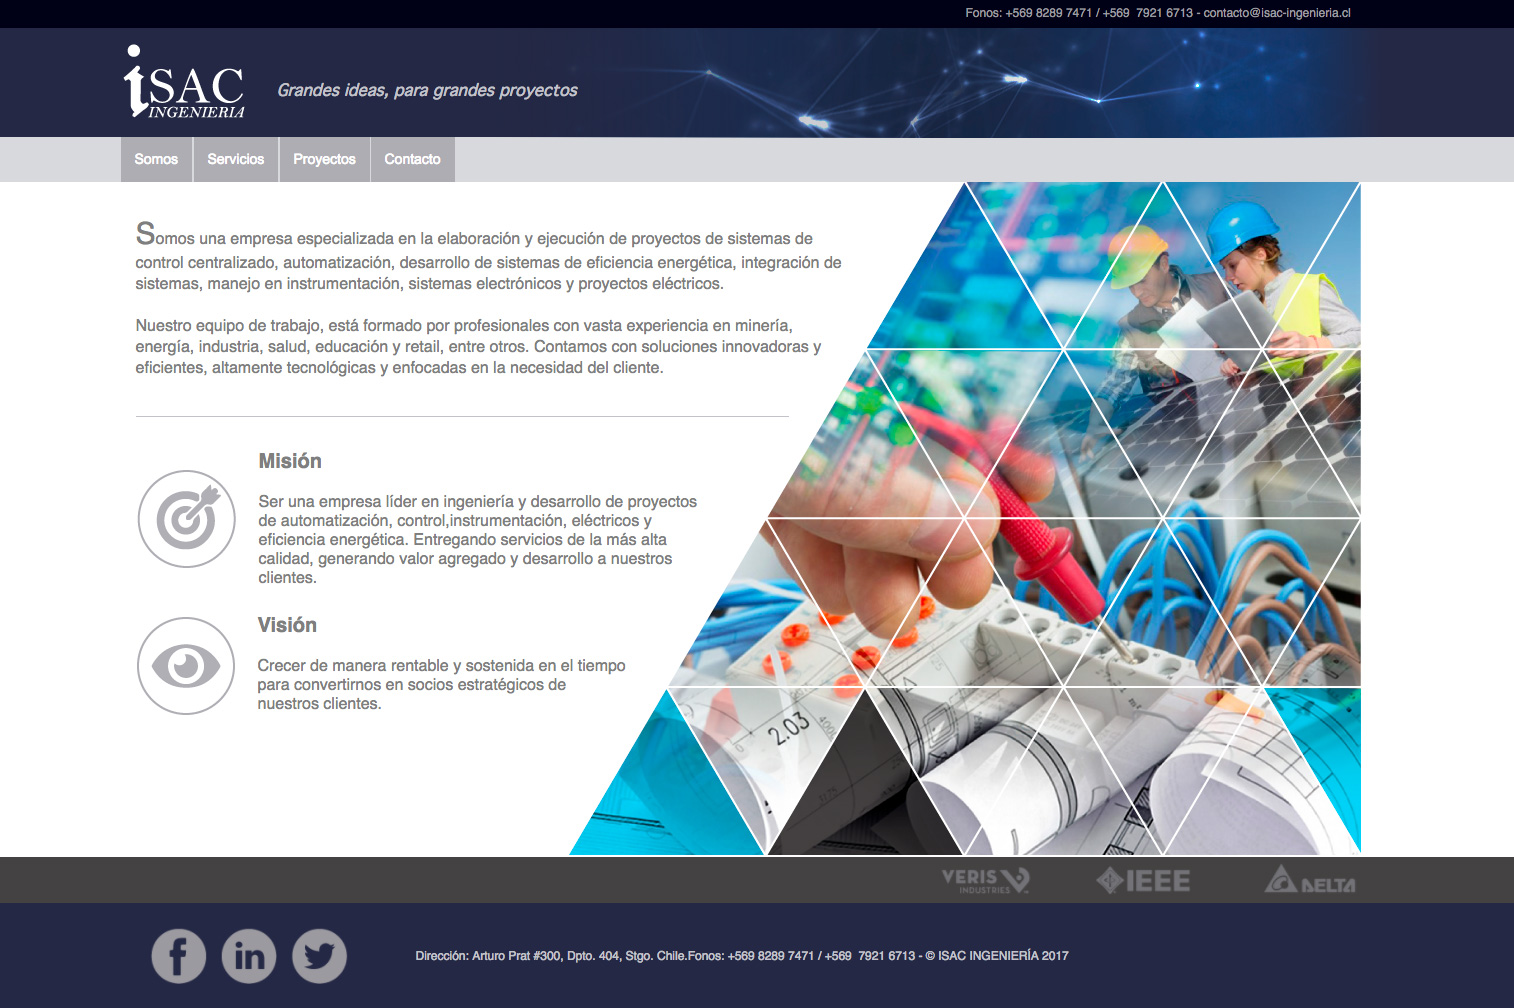 Fonos: +569 8289 7471 / +569  7921 6713 - contacto@isac-ingenieria.cl
iSAC
INGENIERIA
Grandes ideas, para grandes proyectos
Somos
Servicios
Proyectos
Contacto
Somos una empresa especializada en la elaboración y ejecución de proyectos de sistemas de
control centralizado, automatización, desarrollo de sistemas de eficiencia energética, integración de
sistemas, manejo en instrumentación, sistemas electrónicos y proyectos eléctricos.
Nuestro equipo de trabajo, está formado por profesionales con vasta experiencia en minería,
energía, industria, salud, educación y retail, entre otros. Contamos con soluciones innovadoras y
eficientes, altamente tecnológicas y enfocadas en la necesidad del cliente.
Misión
Ser una empresa líder en ingeniería y desarrollo de proyectos
de automatización, control,instrumentación, eléctricos y
eficiencia energética. Entregando servicios de la más alta
calidad, generando valor agregado y desarrollo a nuestros
clientes.
Visión
Crecer de manera rentable y sostenida en el tiempo
para convertirnos en socios estratégicos de
nuestros clientes.
2.03
VERIS
INDUSTRIES
IEEE
DELTA
Dirección: Arturo Prat #300, Dpto. 404, Stgo. Chile.Fonos: +569 8289 7471 / +569  7921 6713 - © ISAC INGENIERÍA 2017